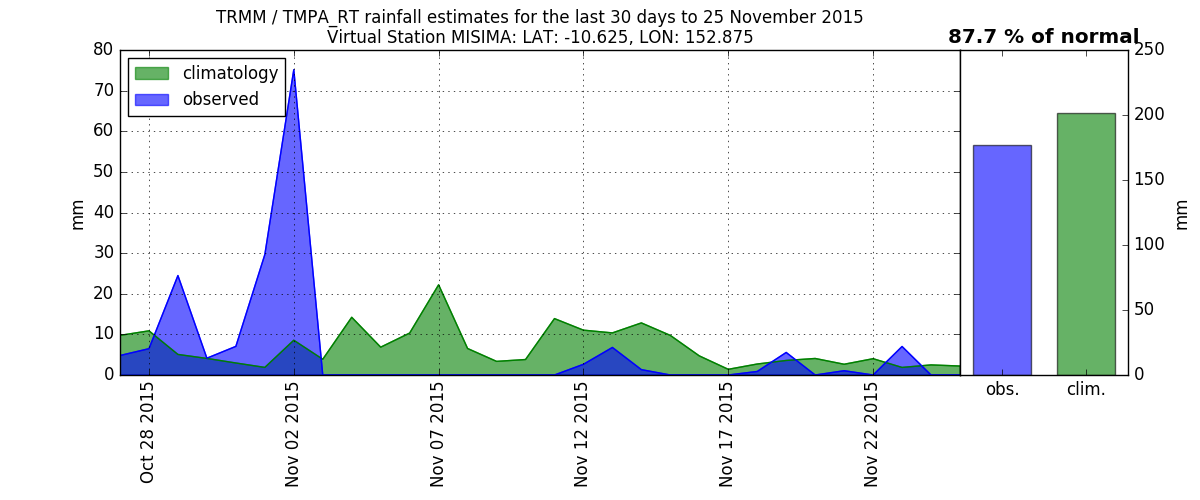 TRMM / TMPA_RT rainfall estimates for the last 30 days to 25 November 2015
Virtual Station MISIMA: LAT: -10.625, LON: 152.875
87.7 % of normal
climatology
observed
80
70
60
50
40
30
20
10
0
mm
Oct 28 2015
Nov 02 2015
Nov 07 2015
Nov 12 2015
Nov 17 2015
Nov 22 2015
250
200
150
100
50
0
mm
obs.
clim.